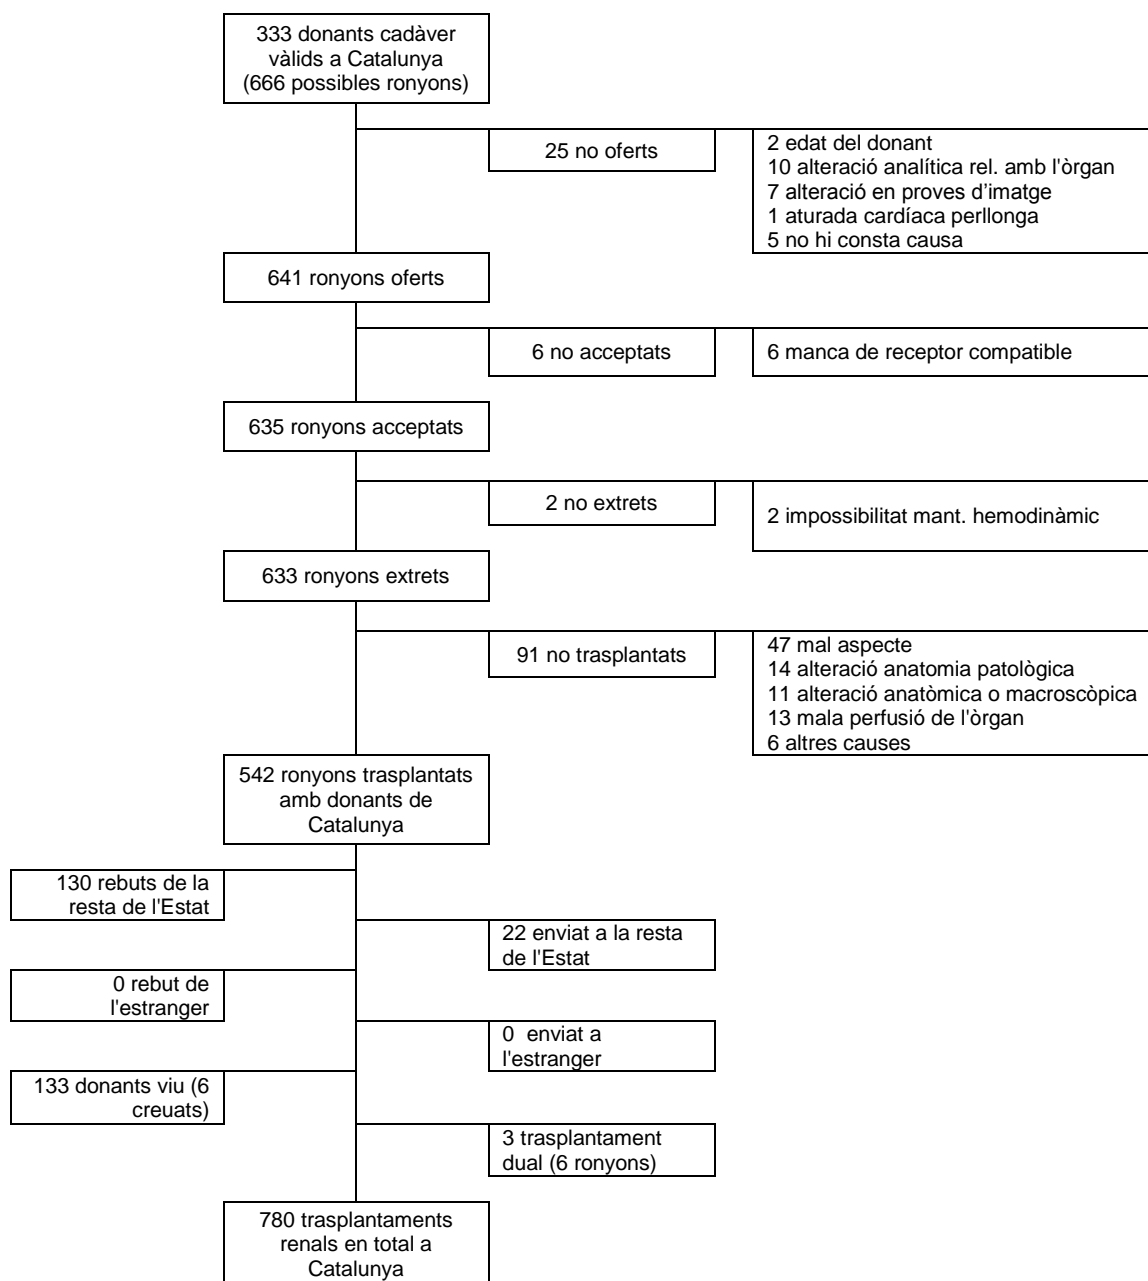 333 donants cadàver
vàlids a Catalunya
(666 possibles ronyons)
25 no oferts
2 edat del donant
10 alteració analítica rel. amb l'òrgan
7 alteració en proves d’imatge
1 aturada cardíaca perllonga
5 no hi consta causa
641 ronyons oferts
6 no acceptats
6 manca de receptor compatible
635 ronyons acceptats
2 no extrets
2 impossibilitat mant. hemodinàmic
633 ronyons extrets
91 no trasplantats
47 mal aspecte
14 alteració anatomia patològica
11 alteració anatòmica o macroscòpica
13 mala perfusió de l'òrgan
6 altres causes
542 ronyons trasplantats
amb donants de
Catalunya
130 rebuts de la
resta de l'Estat
22 enviat a la resta
de l'Estat
0 rebut de
l'estranger
0 enviat a
l'estranger
133 donants viu (6
creuats)
3 trasplantament
dual (6 ronyons)
780 trasplantaments
renals en total a
Catalunya